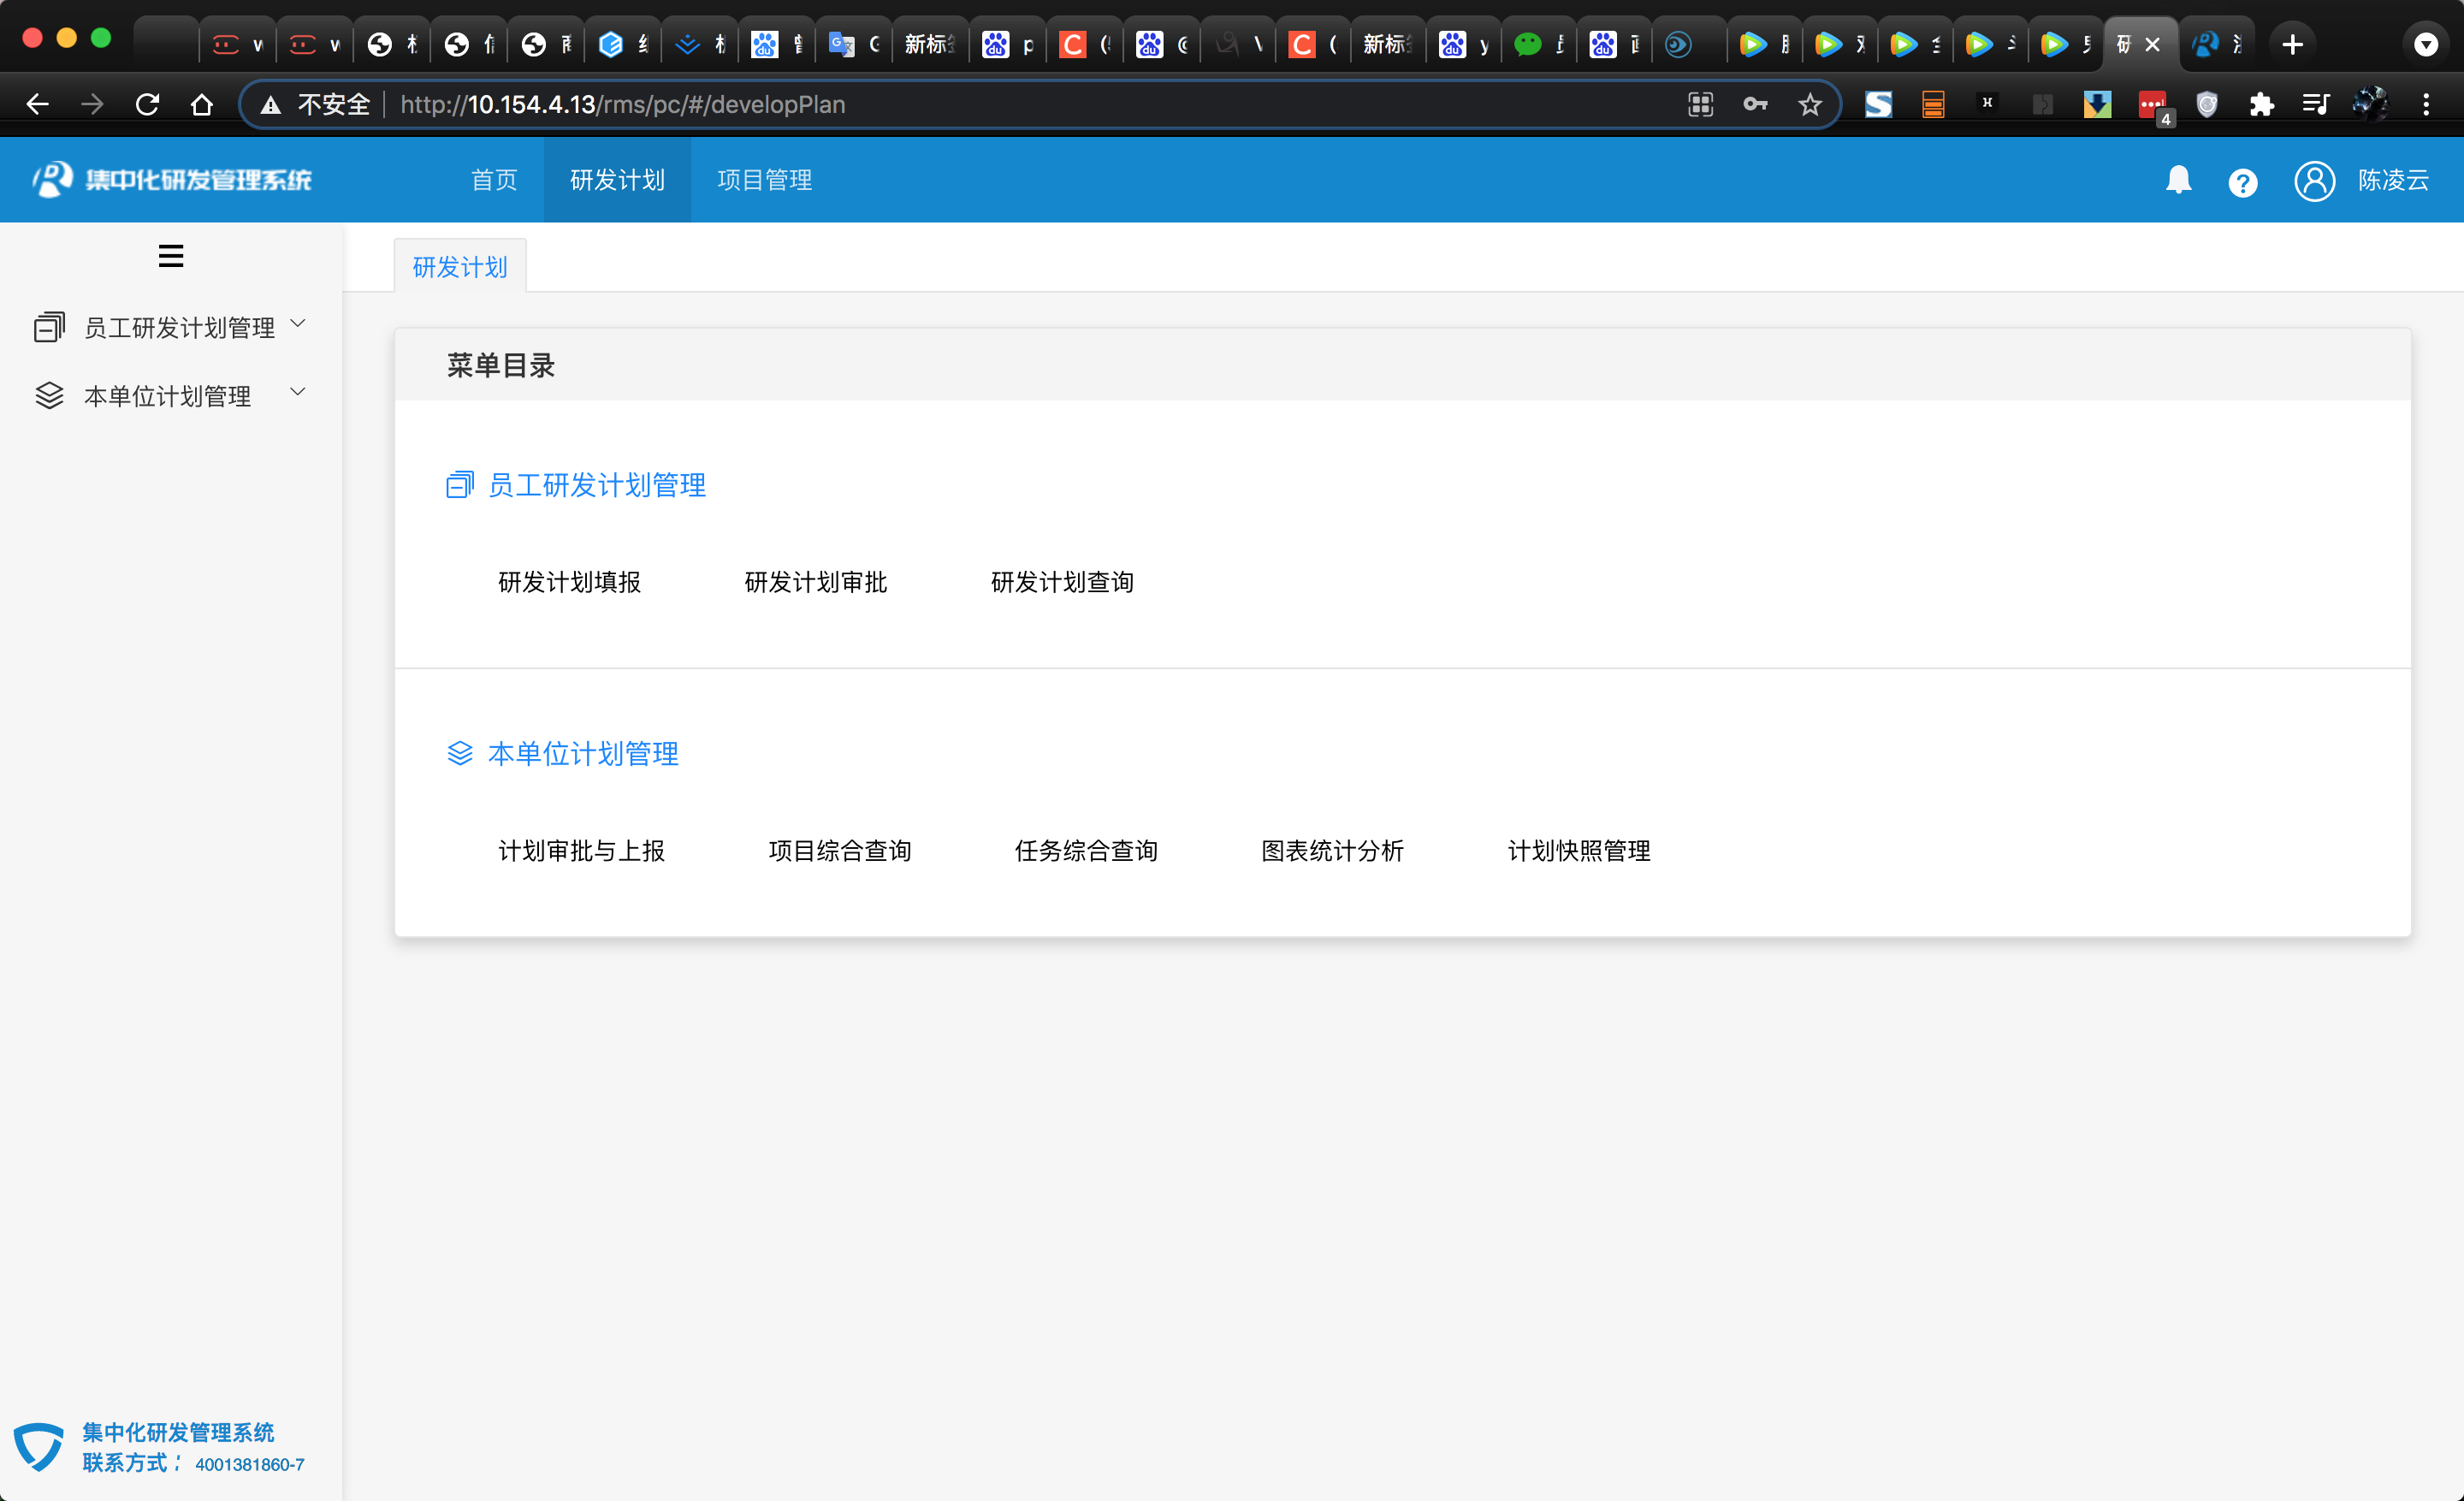 新标
新标
不安全 http://10.154.4.13/rms/pc/#/developPlan
4
集中化研发管理系统
首页 研发计划 项目管理
陈凌云
研发计划
员工研发计划管理
本单位计划管理
菜单目录
员工研发计划管理
研发计划填报 研发计划审批 研发计划查询
本单位计划管理
计划审批与上报 项目综合查询 任务综合查询 图表统计分析 计划快照管理
集中化研发管理系统
联系方式： 4001381860-7